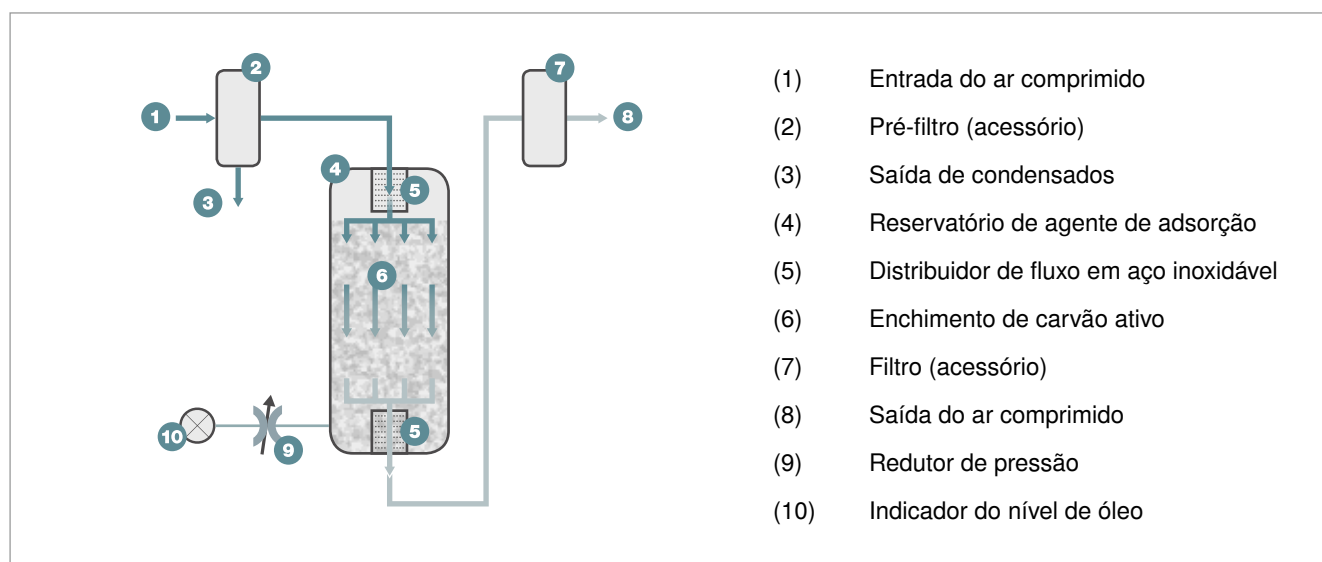 2
7
1
8
4
5
3
6
5
10
9
(1) Entrada do ar comprimido
(2) Pré-filtro (acessório)
(3) Saída de condensados
(4) Reservatório de agente de adsorção
(5) Distribuidor de fluxo em aço inoxidável
(6) Enchimento de carvão ativo
(7) Filtro (acessório)
(8) Saída do ar comprimido
(9) Redutor de pressão
(10) Indicador do nível de óleo